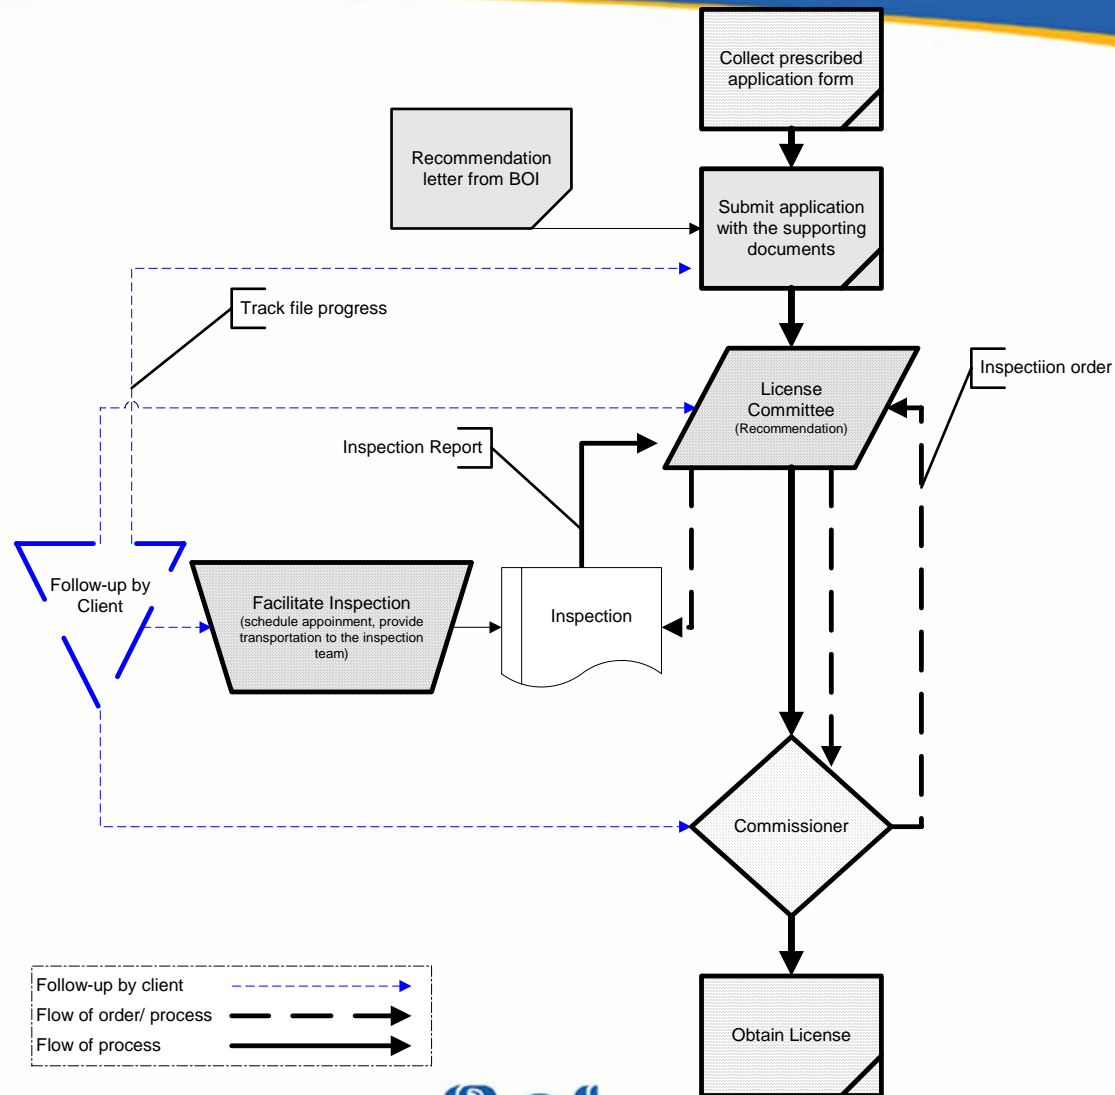 Collect prescribed
application form
Recommendation
letter from BOI
Submit application
with the supporting
documents
Track file progress
Inspectiion order
License
Committee
(Recommendation)
Inspection Report
Follow-up by
Client
Facilitate Inspection
(schedule appoinment, provide
transportation to the inspection
team)
Inspection
Commissioner
Follow-up by client
Flow of order/ process
Flow of process
Obtain License